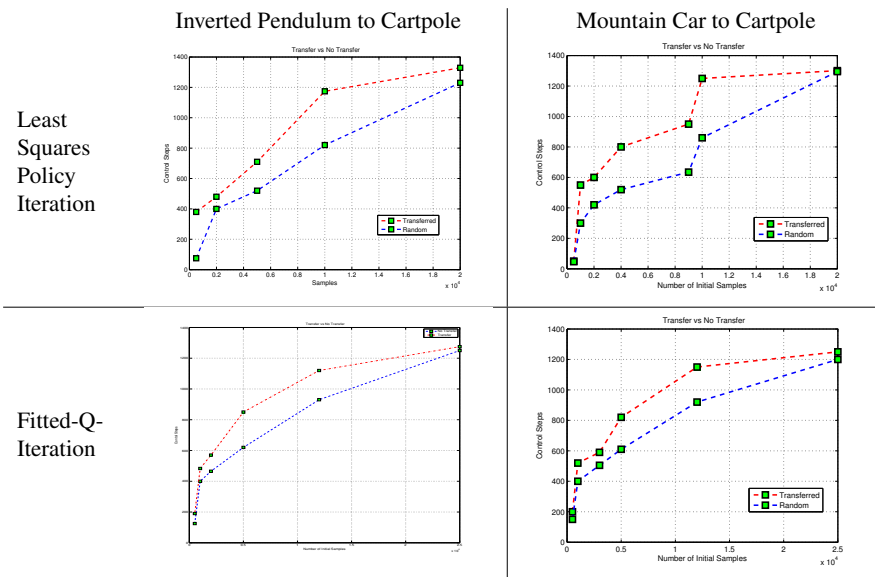 Inverted Pendulum to Cartpole
Mountain Car to Cartpole
Least
Squares
Policy
Iteration
Transfer vs No Transfer
1400
1200
1000
800
600
400
200
0
Control Steps
0 0.2 0.4 0.6 0.8 1 1.2 1.4 1.6 1.8 2
x 10^4
Samples
Transferred
Random
Transfer vs No Transfer
1400
1200
1000
800
600
400
200
0
Control Steps
0 0.2 0.4 0.6 0.8 1 1.2 1.4 1.6 1.8 2
x 10^4
Number of Initial Samples
Transferred
Random
Fitted-Q-
Iteration
Transfer vs No Transfer
Number of Initial Samples
Transfer vs No Transfer
1400
1200
1000
800
600
400
200
0
Control Steps
0 0.5 1 1.5 2 2.5
x 10^4
Number of Initial Samples
Transferred
Random